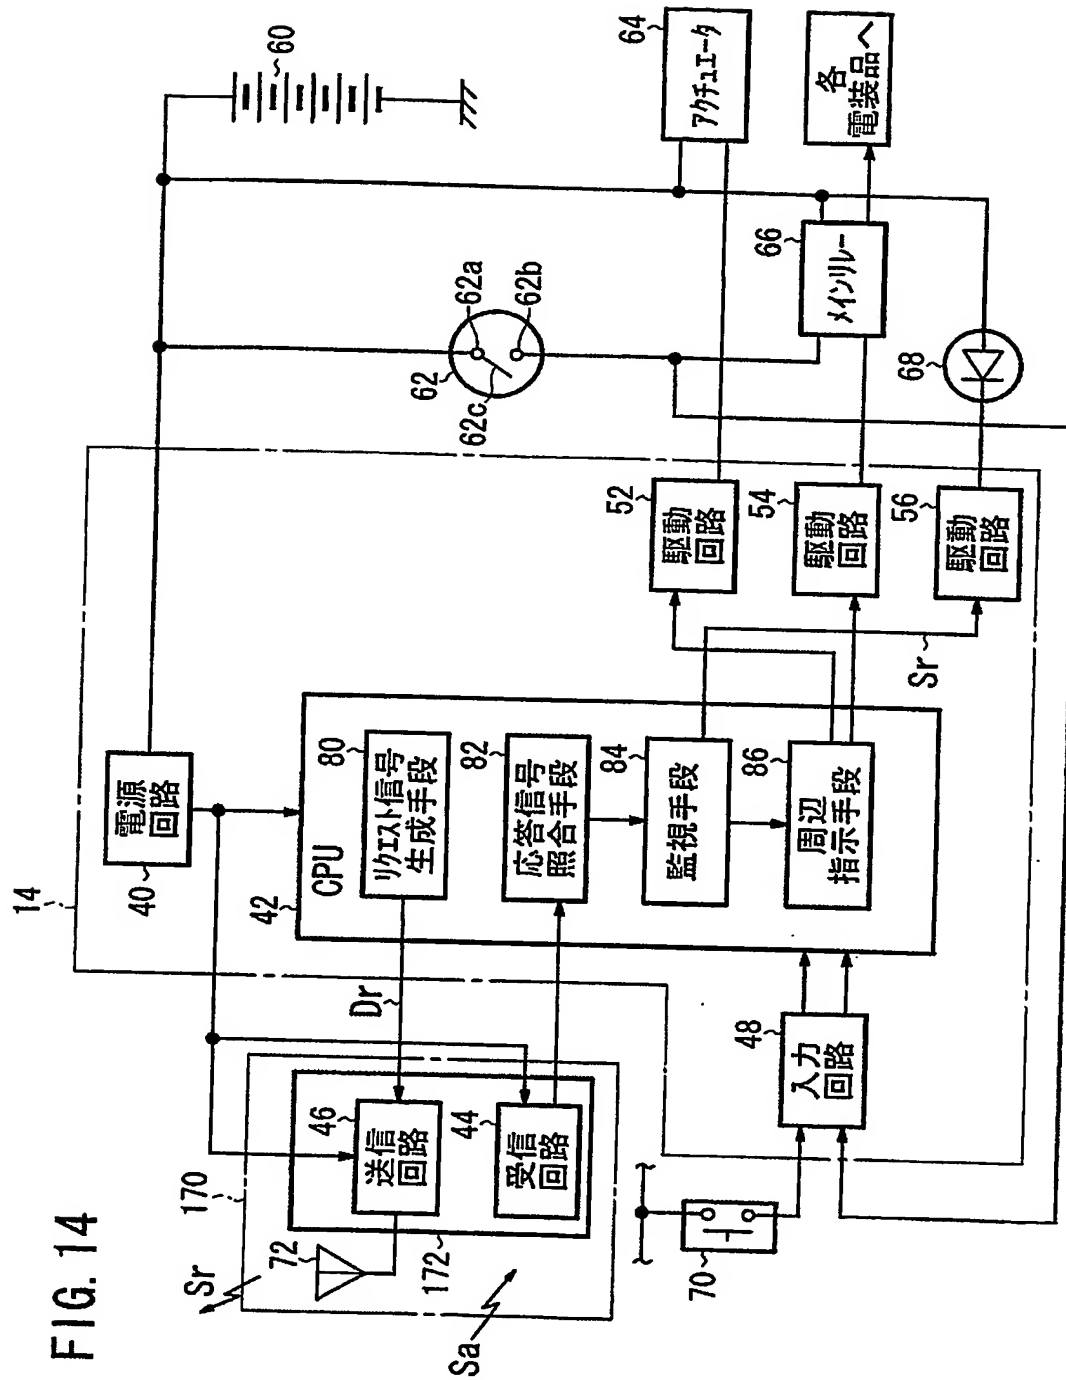 FIG. 14
14
60
電源
回路
40
42
CPU
80
リクエスト信号
生成手段
82
応答信号
照合手段
84
監視手段
86
周辺
指示手段
Dr
170
172
46
送信
回路
44
受信
回路
72
Sr
Sa
70
48
入力
回路
52
駆動
回路
54
駆動
回路
56
駆動
回路
Sr
62
62a
62b
62c
64
アクチュエータ
66
メインリレー
各
電装品へ
68